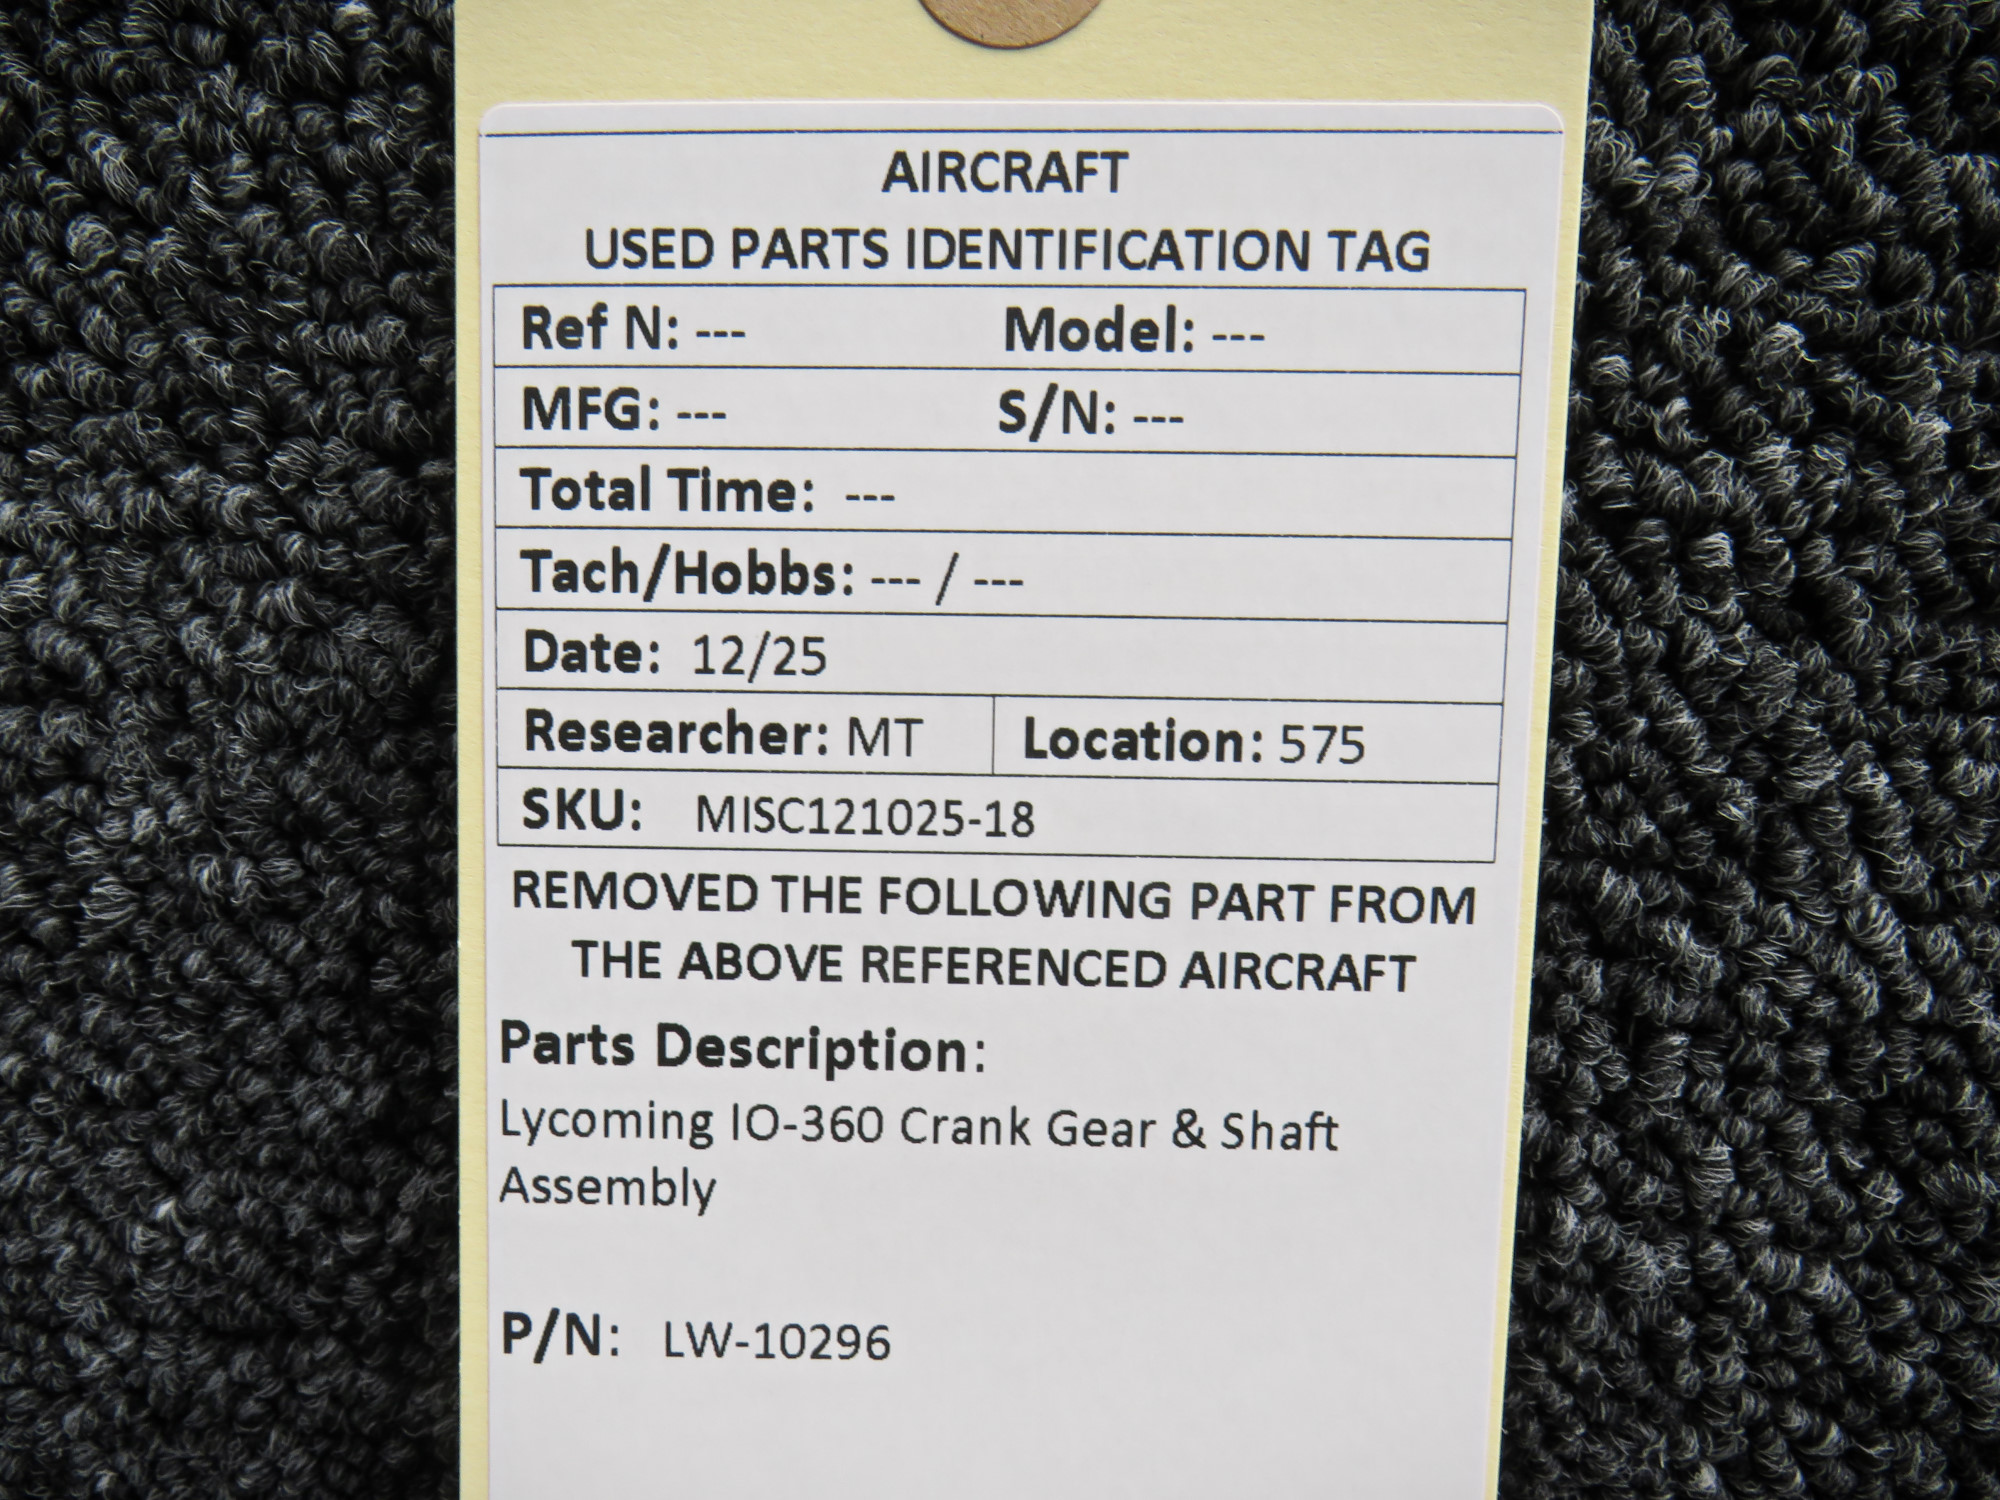 AIRCRAFT
USED PARTS IDENTIFICATION TAG
Ref N: --- Model: ---
MFG: --- S/N: ---
Total Time: ---
Tach/Hobbs: --- / ---
Date: 12/25
Researcher: MT Location: 575
SKU: MISC121025-18
REMOVED THE FOLLOWING PART FROM
THE ABOVE REFERENCED AIRCRAFT
Parts Description:
Lycoming IO-360 Crank Gear & Shaft
Assembly
P/N: LW-10296